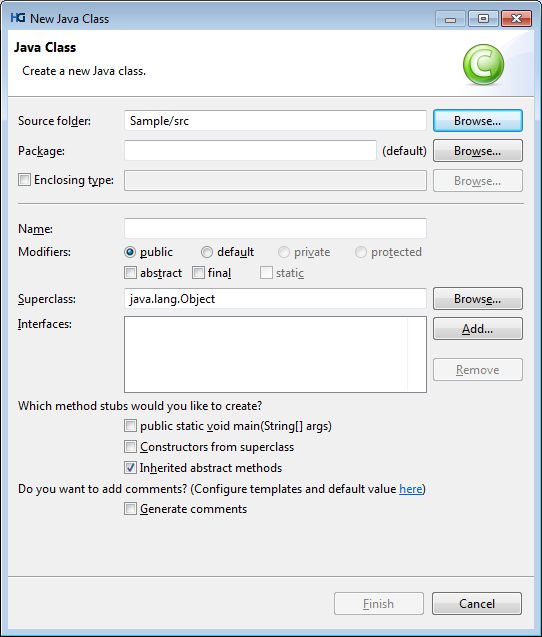 HG New Java Class
Java Class
Create a new Java class.
C
Source folder: Sample/src Browse...
Package: (default) Browse...
Enclosing type: Browse...
Name:
Modifiers: public default private protected
abstract final static
Superclass: java.lang.Object Browse...
Interfaces: Add...
Remove
Which method stubs would you like to create?
public static void main(String[] args)
Constructors from superclass
Inherited abstract methods
Do you want to add comments? (Configure templates and default value here)
Generate comments
Finish Cancel